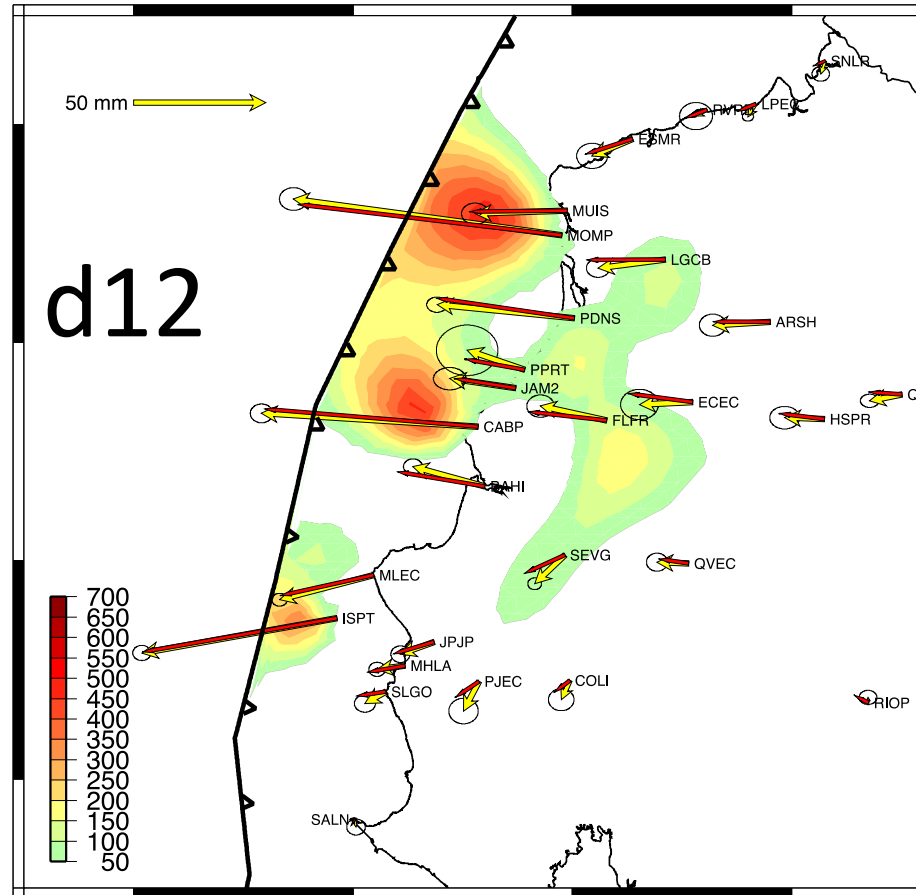 SNLR
50 mm
LPEC
ESMR
MUIS
MOMP
LGCB
d12
PDNS
ARSH
PPRT
JAM2
ECEC
Q
CABP
FLFR
HSPR
SEVG
QVEC
MLEC
700
650
ISPT
600
550
JPJP
500
MHLA
450
SLGO
PJEC
COLI
400
RIOP
350
300
250
200
150
SALN
100
50